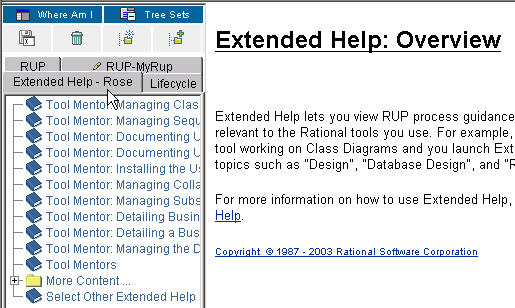 Where Am I
Tree Sets
RUP
RUP-MyRup
Extended Help - Rose
Lifecycle
Tool Mentor: Managing Clas
Tool Mentor: Managing Sequ
Tool Mentor: Documenting U
Tool Mentor: Documenting U
Tool Mentor: Installing the Us
Tool Mentor: Managing Colla
Tool Mentor: Managing Subs
Tool Mentor: Detailing Busin
Tool Mentor: Detailing a Bus
Tool Mentor: Managing the D
Tool Mentors
More Content ...
Select Other Extended Help
Extended Help: Overview
Extended Help lets you view RUP process guidance
relevant to the Rational tools you use. For example,
tool working on Class Diagrams and you launch Ext
topics such as "Design", "Database Design", and "R
For more information on how to use Extended Help,
Help.
Copyright © 1987 - 2003 Rational Software Corporation